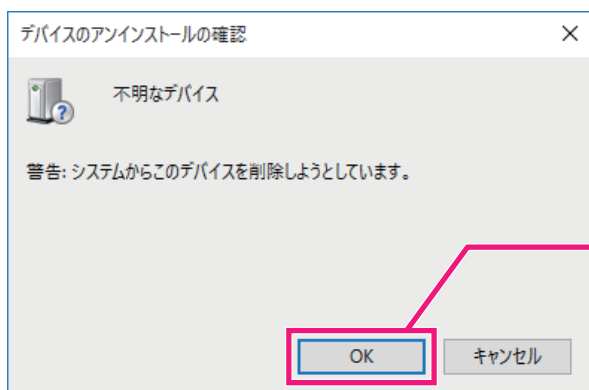 デバイスのアンインストールの確認
不明なデバイス
警告: システムからこのデバイスを削除しようとしています。
OK
キャンセル